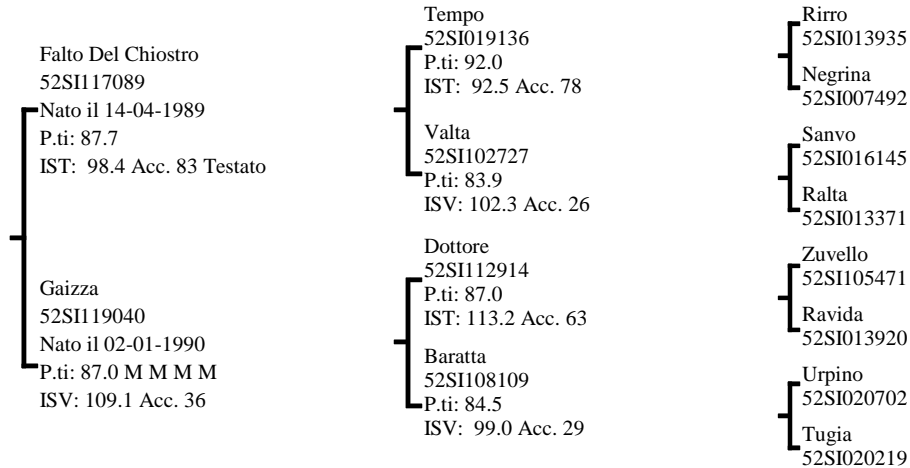 Falto Del Chiostro
52SI117089
Nato il 14-04-1989
P.ti: 87.7
IST: 98.4 Acc. 83 Testato
Gaizza
52SI119040
Nato il 02-01-1990
P.ti: 87.0 M M M M
ISV: 109.1 Acc. 36
Tempo
52SI019136
P.ti: 92.0
IST: 92.5 Acc. 78
Valta
52SI102727
P.ti: 83.9
ISV: 102.3 Acc. 26
Dottore
52SI112914
P.ti: 87.0
IST: 113.2 Acc. 63
Baratta
52SI108109
P.ti: 84.5
ISV: 99.0 Acc. 29
Rirro
52SI013935
Negrina
52SI007492
Sanvo
52SI016145
Ralta
52SI013371
Zuvello
52SI105471
Ravida
52SI013920
Urpino
52SI020702
Tugia
52SI020219